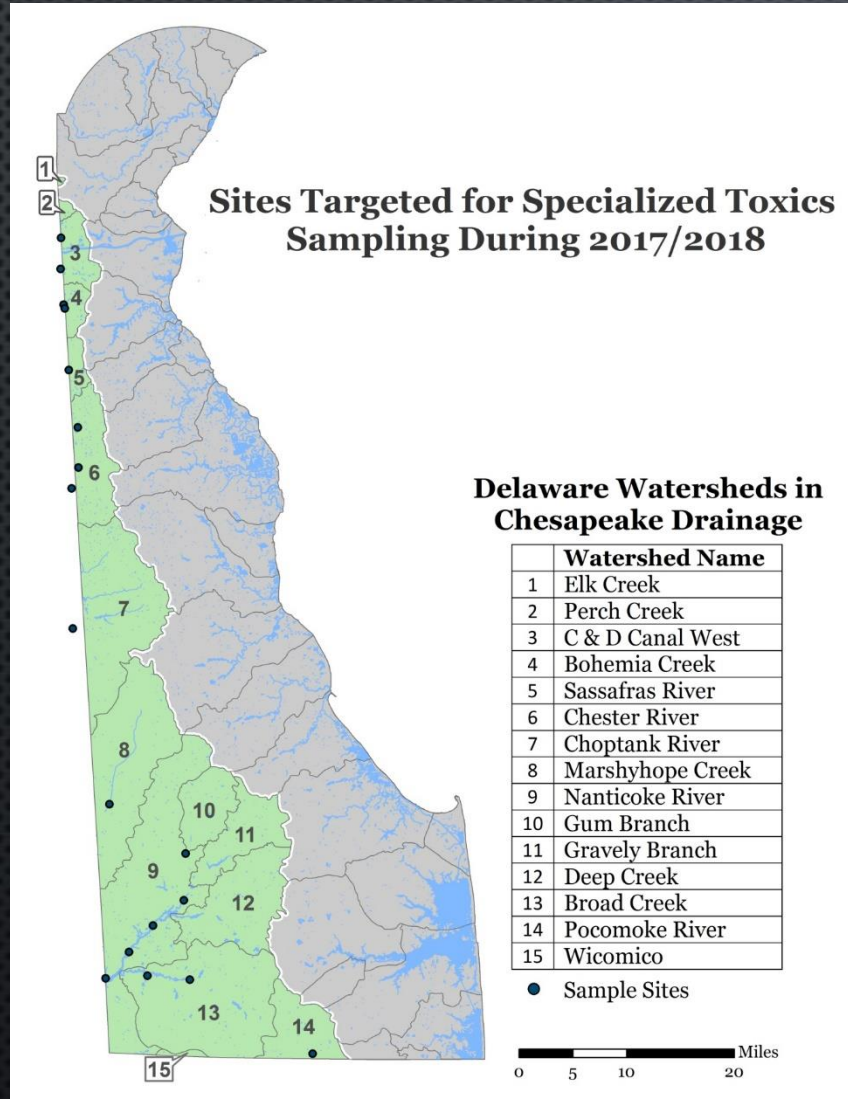 Sites Targeted for Specialized Toxics
Sampling During 2017/2018
1
2
3
4
5
6
7
8
10
11
9
12
13
14
15
Delaware Watersheds in
Chesapeake Drainage
Watershed Name
1 Elk Creek
2 Perch Creek
3 C & D Canal West
4 Bohemia Creek
5 Sassafras River
6 Chester River
7 Choptank River
8 Marshyhope Creek
9 Nanticoke River
10 Gum Branch
11 Gravely Branch
12 Deep Creek
13 Broad Creek
14 Pocomoke River
15 Wicomico
Sample Sites
Miles
0 5 10 20